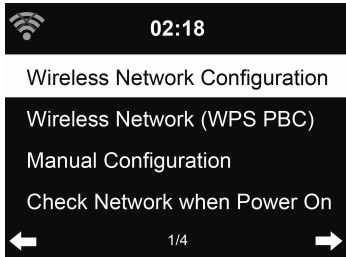 02:18
Wireless Network Configuration
Wireless Network (WPS PBC)
Manual Configuration
Check Network when Power On
1/4